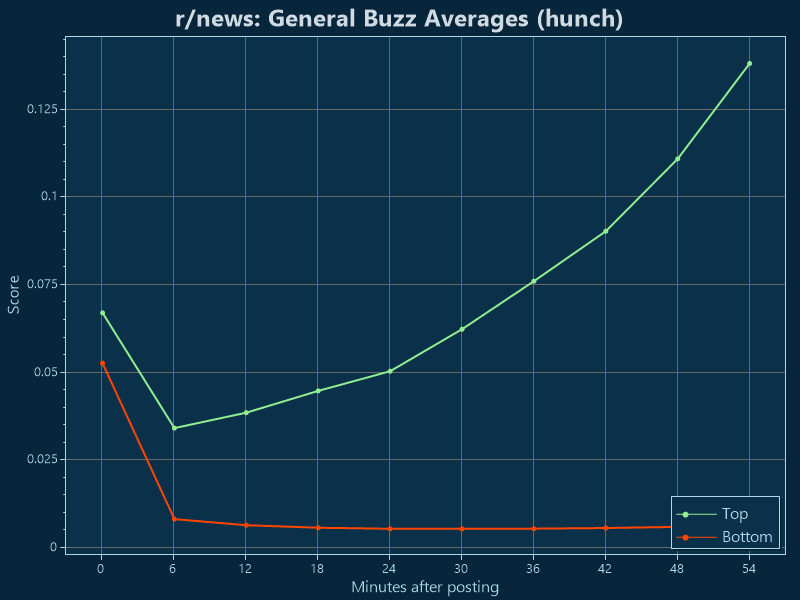 r/news: General Buzz Averages (hunch)
0.125
0.1
0.075
0.05
0.025
0
Score
Top
Bottom
0 6 12 18 24 30 36 42 48 54
Minutes after posting